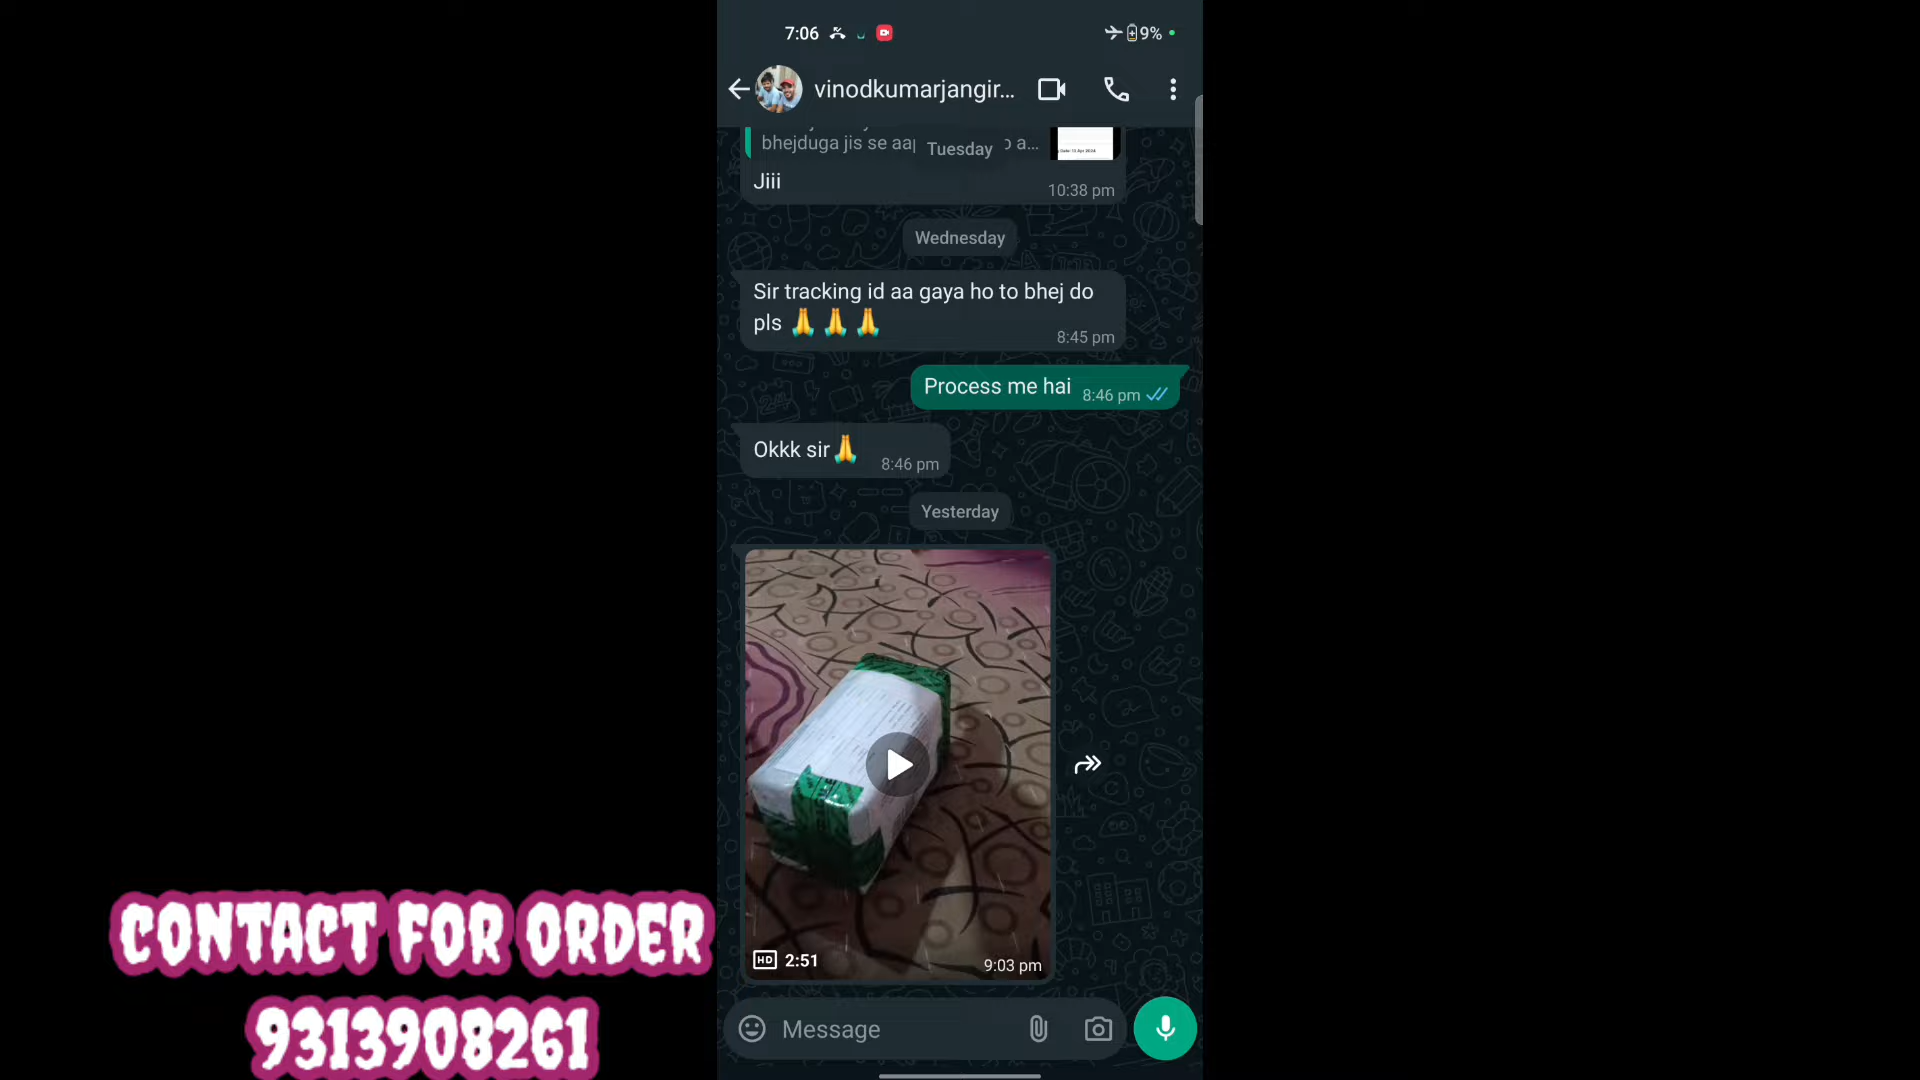 7:06
9%
vinodkumarjangir...
bhejduga jis se aap
Tuesday
Jiii
10:38 pm
Wednesday
Sir tracking id aa gaya ho to bhej do
pls 🙏🙏🙏
8:45 pm
Process me hai
8:46 pm
Okkk sir🙏
8:46 pm
Yesterday
HD 2:51
9:03 pm
Message
CONTACT FOR ORDER
9313908261